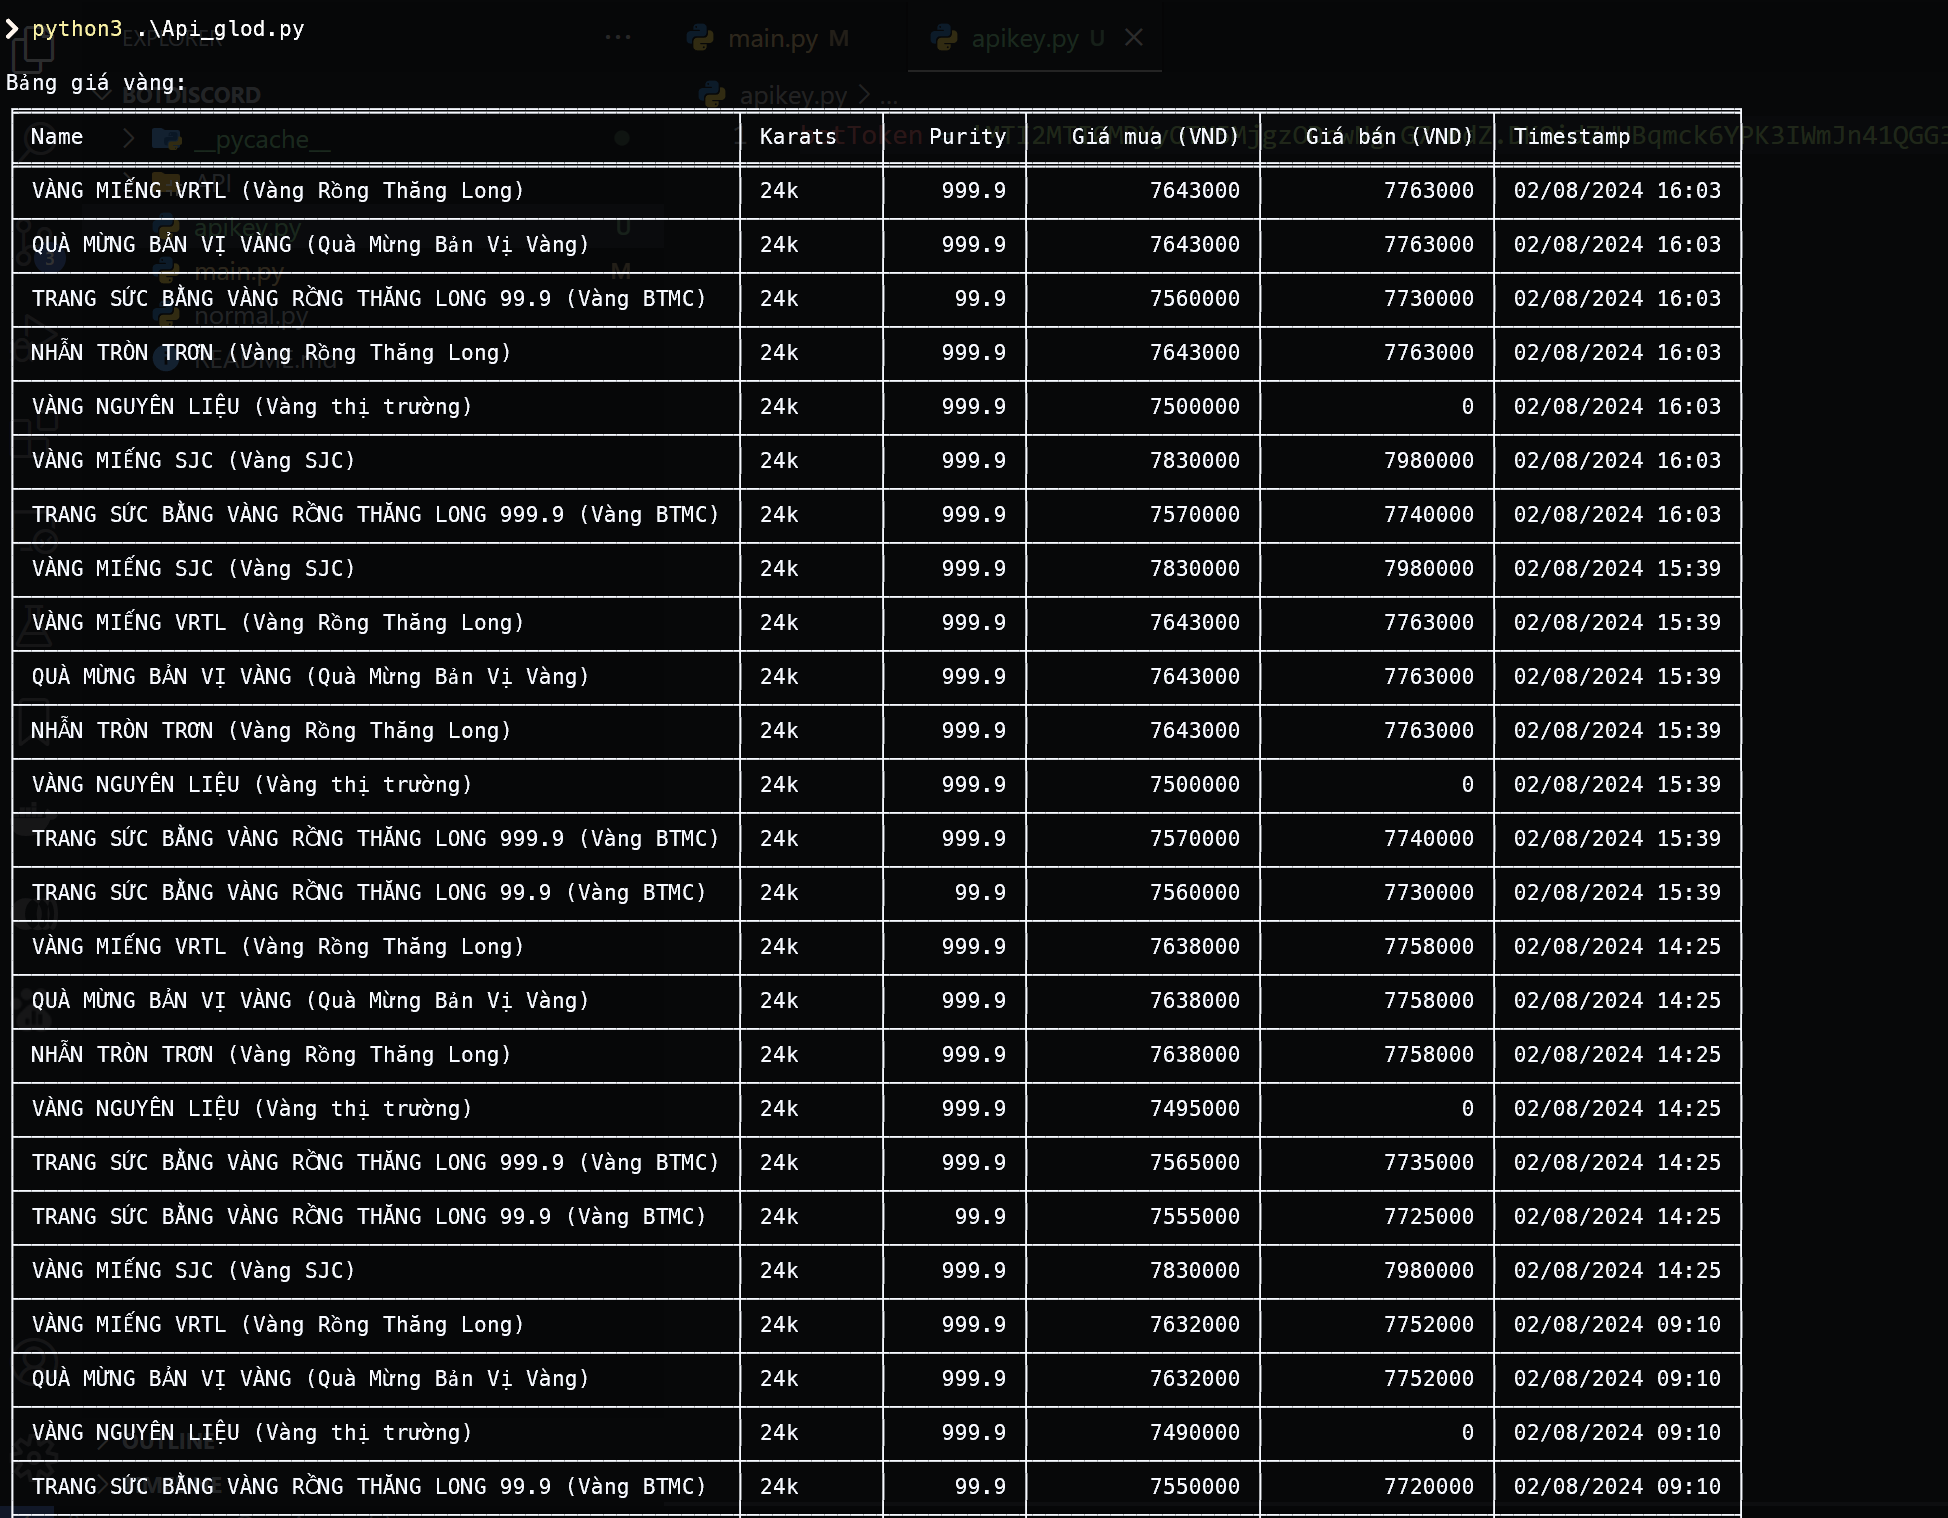 ❯ python3 .\Api_glod.py
EXPLORER ... main.py M apikey.py U
Bảng giá vàng:
BOTDISCORD apikey.py > ...
Name Karats Purity Giá mua (VND) Giá bán (VND) Timestamp
__pycache__ 1
VÀNG MIẾNG VRTL (Vàng Rồng Thăng Long) 24k 999.9 7643000 7763000 02/08/2024 16:03
API
apikey.py U
QUÀ MỪNG BẢN VỊ VÀNG (Quà Mừng Bản Vị Vàng) 24k 999.9 7643000 7763000 02/08/2024 16:03
3 main.py M
TRANG SỨC BẰNG VÀNG RỒNG THĂNG LONG 99.9 (Vàng BTMC) 24k 99.9 7560000 7730000 02/08/2024 16:03
normal.py
NHẪN TRÒN TRƠN (Vàng Rồng Thăng Long) 24k 999.9 7643000 7763000 02/08/2024 16:03
README.md
VÀNG NGUYÊN LIỆU (Vàng thị trường) 24k 999.9 7500000 0 02/08/2024 16:03
VÀNG MIẾNG SJC (Vàng SJC) 24k 999.9 7830000 7980000 02/08/2024 16:03
TRANG SỨC BẰNG VÀNG RỒNG THĂNG LONG 999.9 (Vàng BTMC) 24k 999.9 7570000 7740000 02/08/2024 16:03
VÀNG MIẾNG SJC (Vàng SJC) 24k 999.9 7830000 7980000 02/08/2024 15:39
VÀNG MIẾNG VRTL (Vàng Rồng Thăng Long) 24k 999.9 7643000 7763000 02/08/2024 15:39
QUÀ MỪNG BẢN VỊ VÀNG (Quà Mừng Bản Vị Vàng) 24k 999.9 7643000 7763000 02/08/2024 15:39
NHẪN TRÒN TRƠN (Vàng Rồng Thăng Long) 24k 999.9 7643000 7763000 02/08/2024 15:39
VÀNG NGUYÊN LIỆU (Vàng thị trường) 24k 999.9 7500000 0 02/08/2024 15:39
TRANG SỨC BẰNG VÀNG RỒNG THĂNG LONG 999.9 (Vàng BTMC) 24k 999.9 7570000 7740000 02/08/2024 15:39
TRANG SỨC BẰNG VÀNG RỒNG THĂNG LONG 99.9 (Vàng BTMC) 24k 99.9 7560000 7730000 02/08/2024 15:39
VÀNG MIẾNG VRTL (Vàng Rồng Thăng Long) 24k 999.9 7638000 7758000 02/08/2024 14:25
QUÀ MỪNG BẢN VỊ VÀNG (Quà Mừng Bản Vị Vàng) 24k 999.9 7638000 7758000 02/08/2024 14:25
NHẪN TRÒN TRƠN (Vàng Rồng Thăng Long) 24k 999.9 7638000 7758000 02/08/2024 14:25
VÀNG NGUYÊN LIỆU (Vàng thị trường) 24k 999.9 7495000 0 02/08/2024 14:25
TRANG SỨC BẰNG VÀNG RỒNG THĂNG LONG 999.9 (Vàng BTMC) 24k 999.9 7565000 7735000 02/08/2024 14:25
TRANG SỨC BẰNG VÀNG RỒNG THĂNG LONG 99.9 (Vàng BTMC) 24k 99.9 7555000 7725000 02/08/2024 14:25
VÀNG MIẾNG SJC (Vàng SJC) 24k 999.9 7830000 7980000 02/08/2024 14:25
VÀNG MIẾNG VRTL (Vàng Rồng Thăng Long) 24k 999.9 7632000 7752000 02/08/2024 09:10
QUÀ MỪNG BẢN VỊ VÀNG (Quà Mừng Bản Vị Vàng) 24k 999.9 7632000 7752000 02/08/2024 09:10
VÀNG NGUYÊN LIỆU (Vàng thị trường) 24k 999.9 7490000 0 02/08/2024 09:10
OUTLINE
TRANG SỨC BẰNG VÀNG RỒNG THĂNG LONG 99.9 (Vàng BTMC) 24k 99.9 7550000 7720000 02/08/2024 09:10